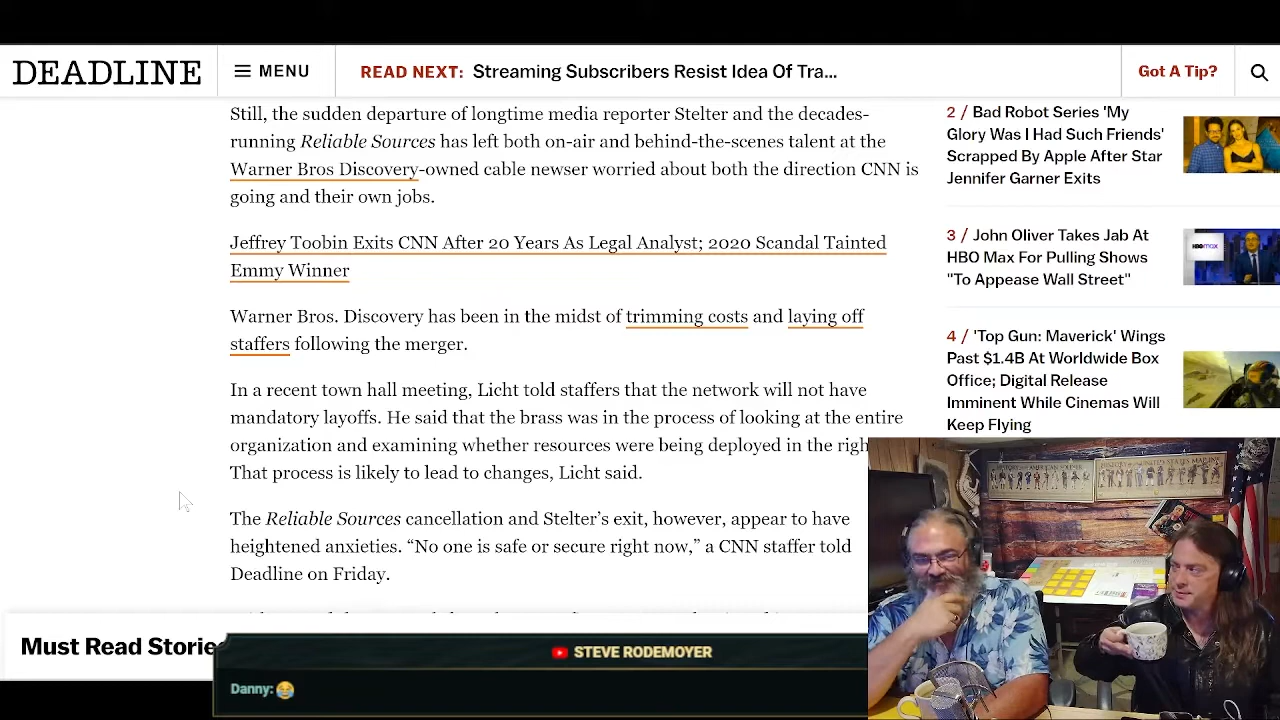 DEADLINE
MENU
READ NEXT: Streaming Subscribers Resist Idea Of Tra...
Got A Tip?
Still, the sudden departure of longtime media reporter Stelter and the decades-
running Reliable Sources has left both on-air and behind-the-scenes talent at the
Warner Bros Discovery-owned cable newser worried about both the direction CNN is
going and their own jobs.
Jeffrey Toobin Exits CNN After 20 Years As Legal Analyst; 2020 Scandal Tainted
Emmy Winner
Warner Bros. Discovery has been in the midst of trimming costs and laying off
staffers following the merger.
In a recent town hall meeting, Licht told staffers that the network will not have
mandatory layoffs. He said that the brass was in the process of looking at the entire
organization and examining whether resources were being deployed in the righ
That process is likely to lead to changes, Licht said.
The Reliable Sources cancellation and Stelter's exit, however, appear to have
heightened anxieties. “No one is safe or secure right now,” a CNN staffer told
Deadline on Friday.
2 / Bad Robot Series 'My
Glory Was I Had Such Friends'
Scrapped By Apple After Star
Jennifer Garner Exits
3 / John Oliver Takes Jab At
HBO Max For Pulling Shows
"To Appease Wall Street"
HBOMAX
4 / 'Top Gun: Maverick' Wings
Past $1.4B At Worldwide Box
Office; Digital Release
Imminent While Cinemas Will
Keep Flying
Must Read Storie
STEVE RODEMOYER
Danny: 😂